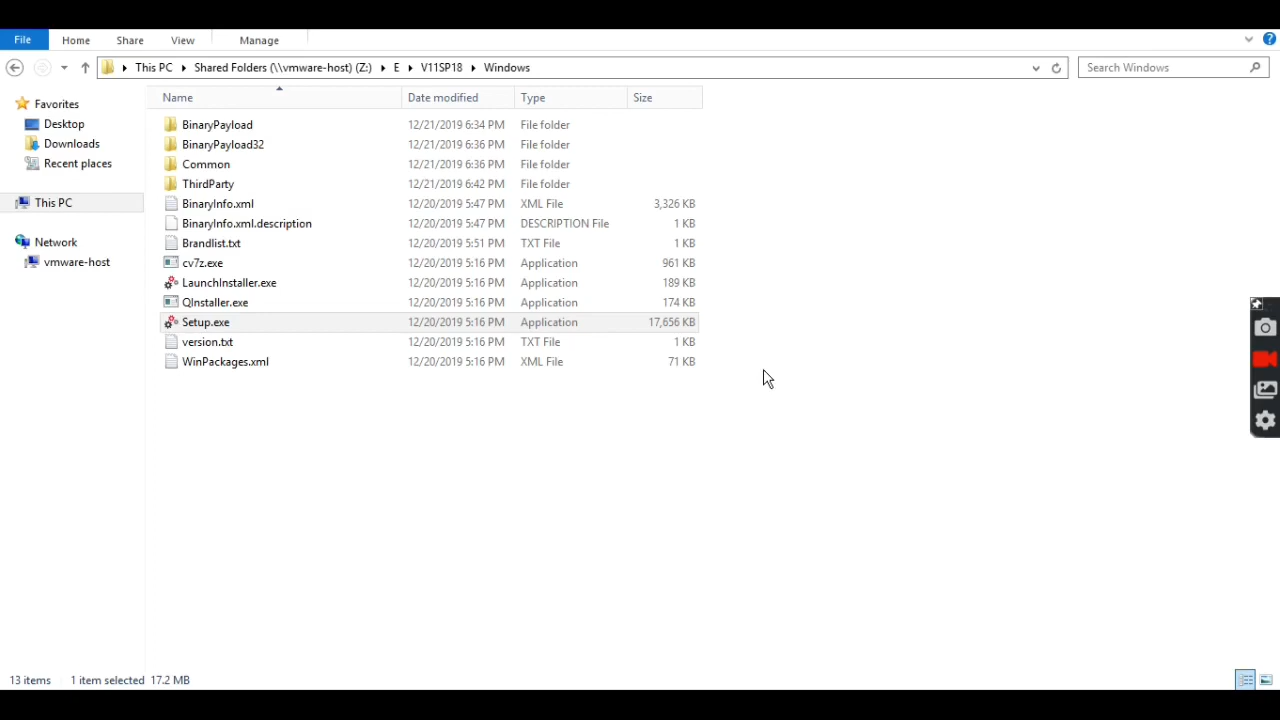 File Home Share View Manage
This PC Shared Folders (\\vmware-host) (Z:) E V11SP18 Windows Search Windows
Favorites
Desktop
Downloads
Recent places
This PC
Network
vmware-host
Name Date modified Type Size
BinaryPayload 12/21/2019 6:34 PM File folder
BinaryPayload32 12/21/2019 6:36 PM File folder
Common 12/21/2019 6:36 PM File folder
ThirdParty 12/21/2019 6:42 PM File folder
BinaryInfo.xml 12/20/2019 5:47 PM XML File 3,326 KB
BinaryInfo.xml.description 12/20/2019 5:47 PM DESCRIPTION File 1 KB
Brandlist.txt 12/20/2019 5:51 PM TXT File 1 KB
cv7z.exe 12/20/2019 5:16 PM Application 961 KB
LaunchInstaller.exe 12/20/2019 5:16 PM Application 189 KB
QInstaller.exe 12/20/2019 5:16 PM Application 174 KB
Setup.exe 12/20/2019 5:16 PM Application 17,656 KB
version.txt 12/20/2019 5:16 PM TXT File 1 KB
WinPackages.xml 12/20/2019 5:16 PM XML File 71 KB
13 items 1 item selected 17.2 MB